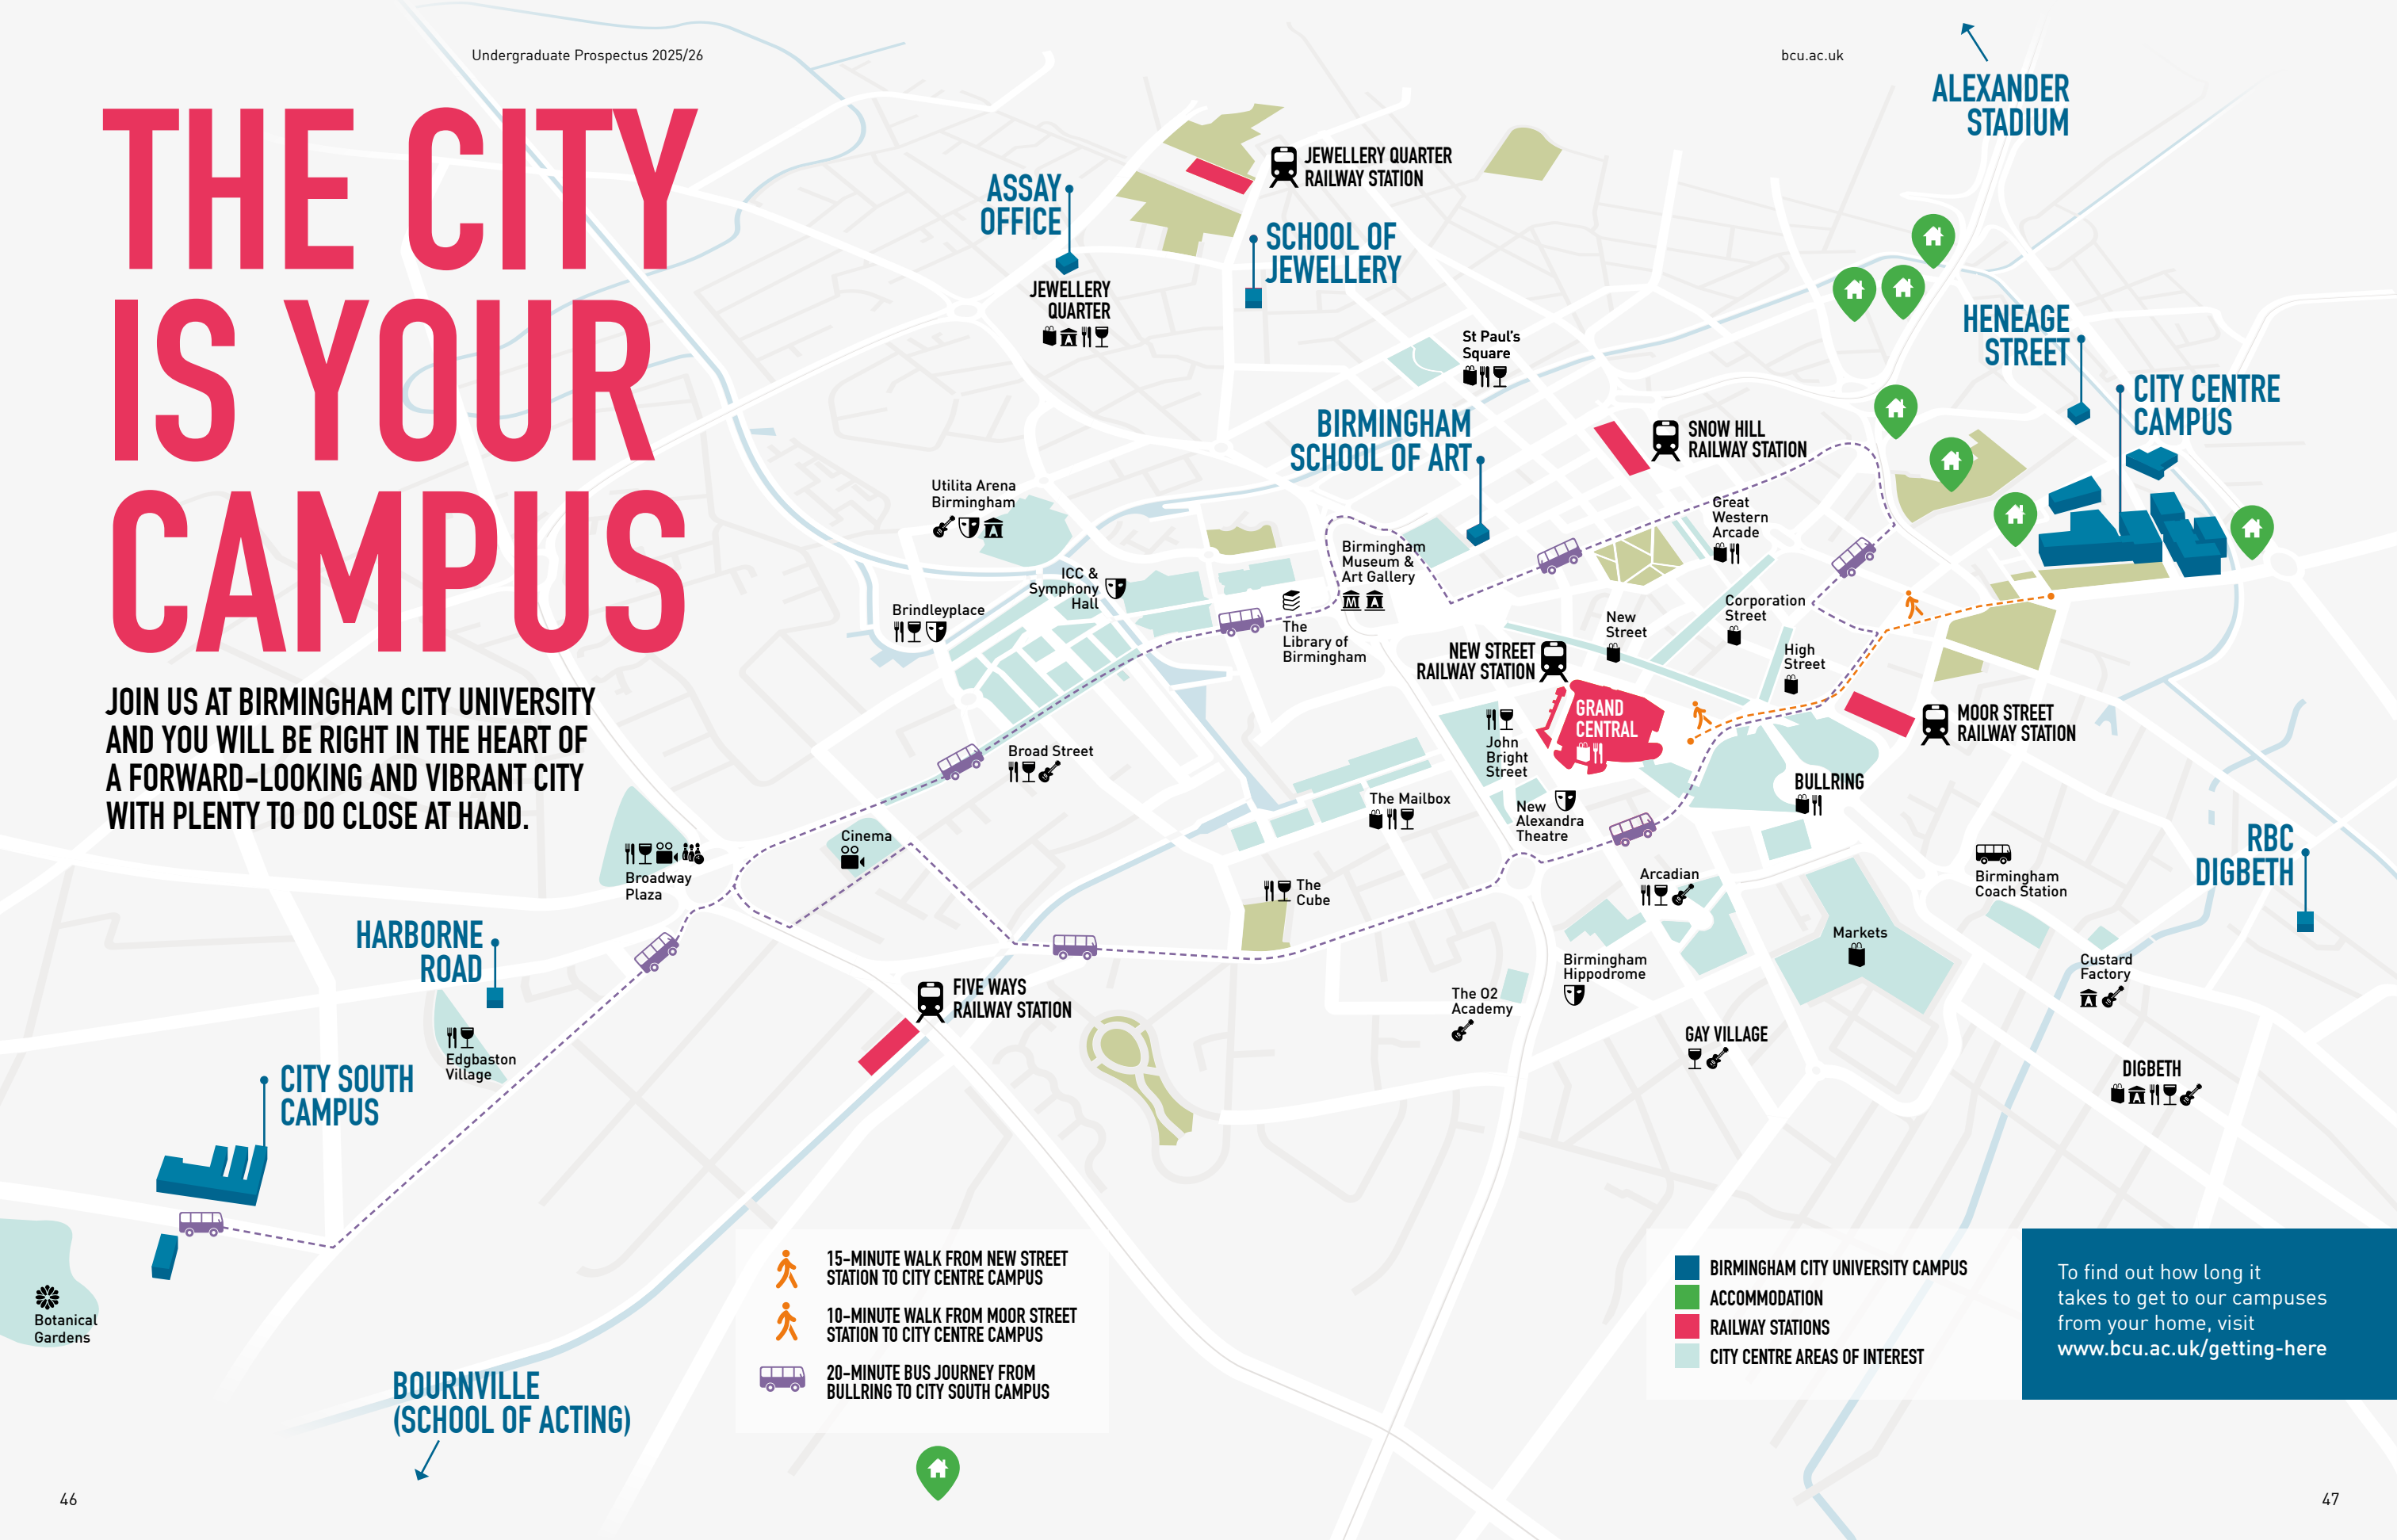 Undergraduate Prospectus 2025/26
bcu.ac.uk
THE CITY
IS YOUR
CAMPUS
JOIN US AT BIRMINGHAM CITY UNIVERSITY
AND YOU WILL BE RIGHT IN THE HEART OF
A FORWARD-LOOKING AND VIBRANT CITY
WITH PLENTY TO DO CLOSE AT HAND.
ALEXANDER
STADIUM
JEWELLERY QUARTER
RAILWAY STATION
ASSAY
OFFICE
SCHOOL OF
JEWELLERY
JEWELLERY
QUARTER
St Paul's
Square
HENEAGE
STREET
CITY CENTRE
CAMPUS
BIRMINGHAM
SCHOOL OF ART
SNOW HILL
RAILWAY STATION
Utilita Arena
Birmingham
Great
Western
Arcade
Birmingham
Museum &
Art Gallery
M
A
ICC &
Symphony
Hall
Brindleyplace
The
Library of
Birmingham
Corporation
Street
New
Street
High
Street
NEW STREET
RAILWAY STATION
GRAND
CENTRAL
MOOR STREET
RAILWAY STATION
John
Bright
Street
Broad Street
BULLRING
The Mailbox
New
Alexandra
Theatre
Cinema
Broadway
Plaza
The
Cube
Arcadian
Birmingham
Coach Station
RBC
DIGBETH
HARBORNE
ROAD
Markets
Birmingham
Hippodrome
Custard
Factory
FIVE WAYS
RAILWAY STATION
The O2
Academy
GAY VILLAGE
Edgbaston
Village
DIGBETH
CITY SOUTH
CAMPUS
Botanical
Gardens
BOURNVILLE
(SCHOOL OF ACTING)
15-MINUTE WALK FROM NEW STREET
STATION TO CITY CENTRE CAMPUS
10-MINUTE WALK FROM MOOR STREET
STATION TO CITY CENTRE CAMPUS
20-MINUTE BUS JOURNEY FROM
BULLRING TO CITY SOUTH CAMPUS
BIRMINGHAM CITY UNIVERSITY CAMPUS
ACCOMMODATION
RAILWAY STATIONS
CITY CENTRE AREAS OF INTEREST
To find out how long it
takes to get to our campuses
from your home, visit
www.bcu.ac.uk/getting-here
46
47